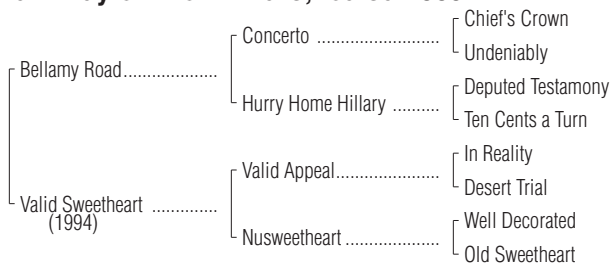 Chief's Crown
Concerto ....................
Undeniably
Bellamy Road....................
Deputed Testamony
Hurry Home Hillary ..........
Ten Cents a Turn
In Reality
Valid Appeal......................
Desert Trial
Valid Sweetheart ..............
(1994)
Well Decorated
Nusweetheart ....................
Old Sweetheart